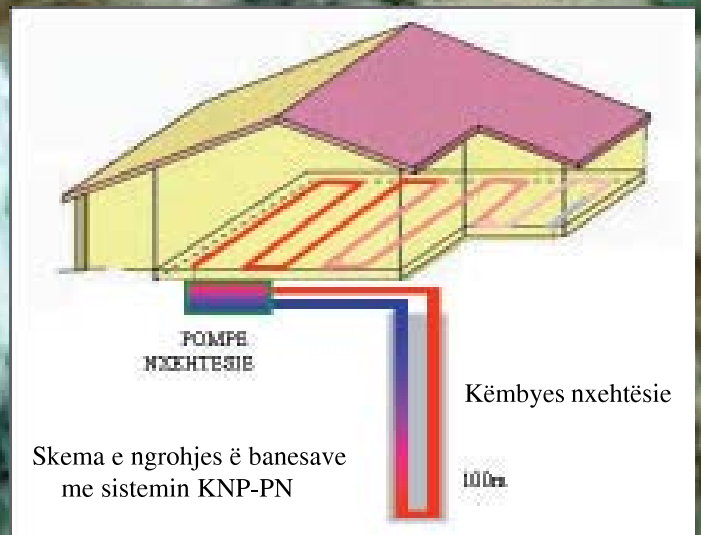 POMPE
NXEHTESIE
Këmbyes nxehtësie
100m
Skema e ngrohjes ë banesave
me sistemin KNP-PN